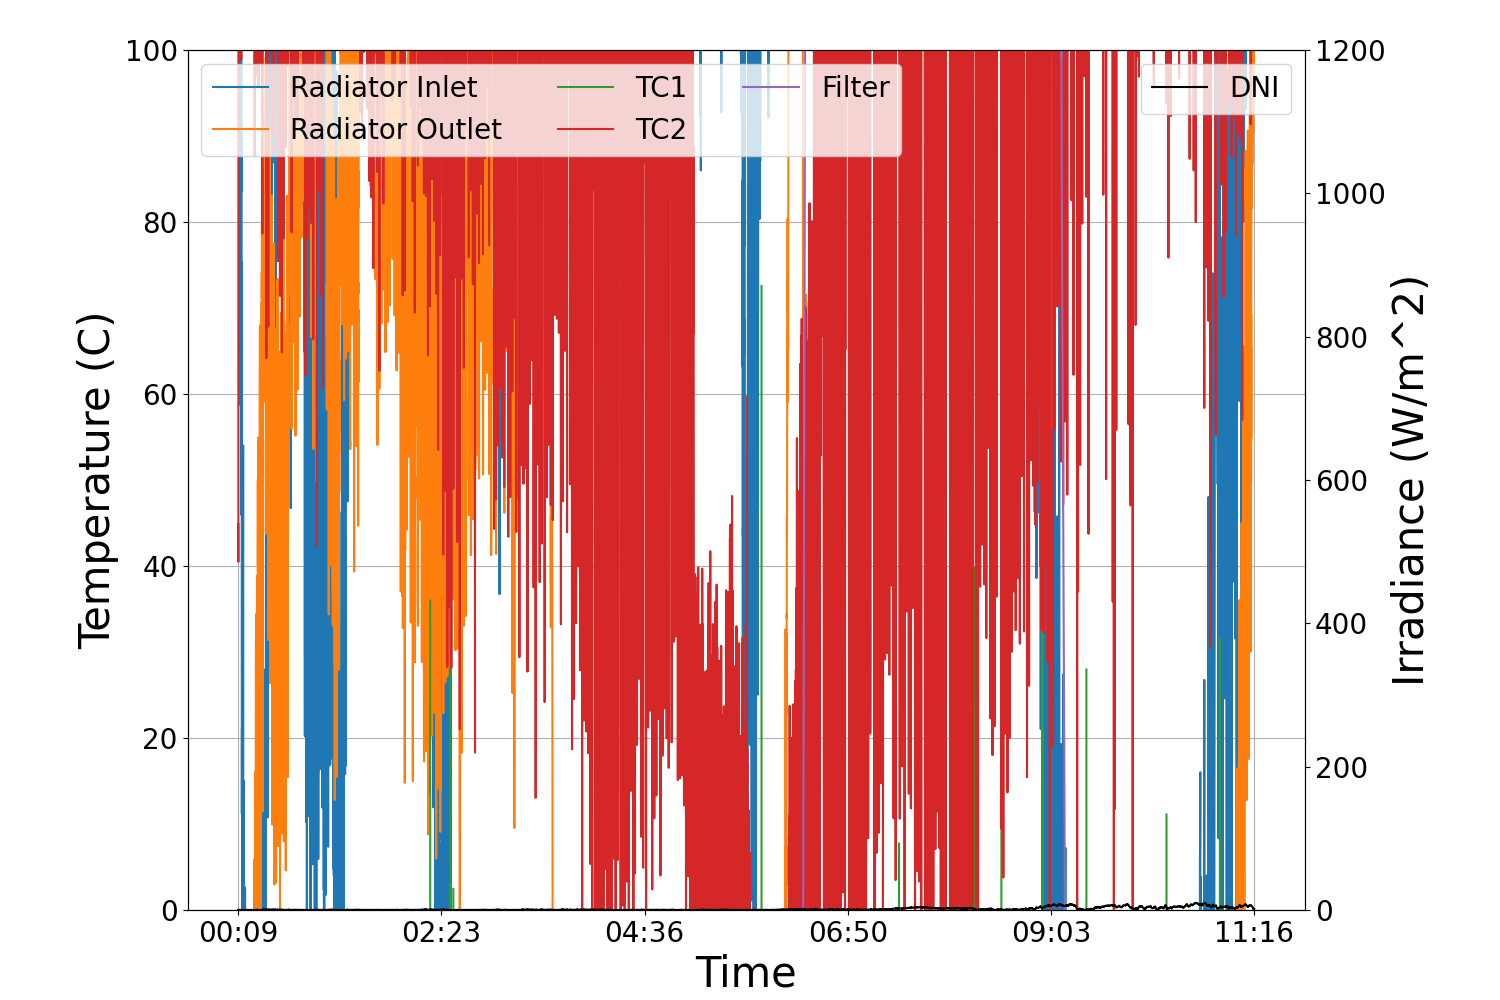 100
80
60
40
20
0
Temperature (C)
Radiator Inlet
Radiator Outlet
TC1
TC2
Filter
DNI
1200
1000
800
600
400
200
0
Irradiance (W/m^2)
00:09 02:23 04:36 06:50 09:03 11:16
Time